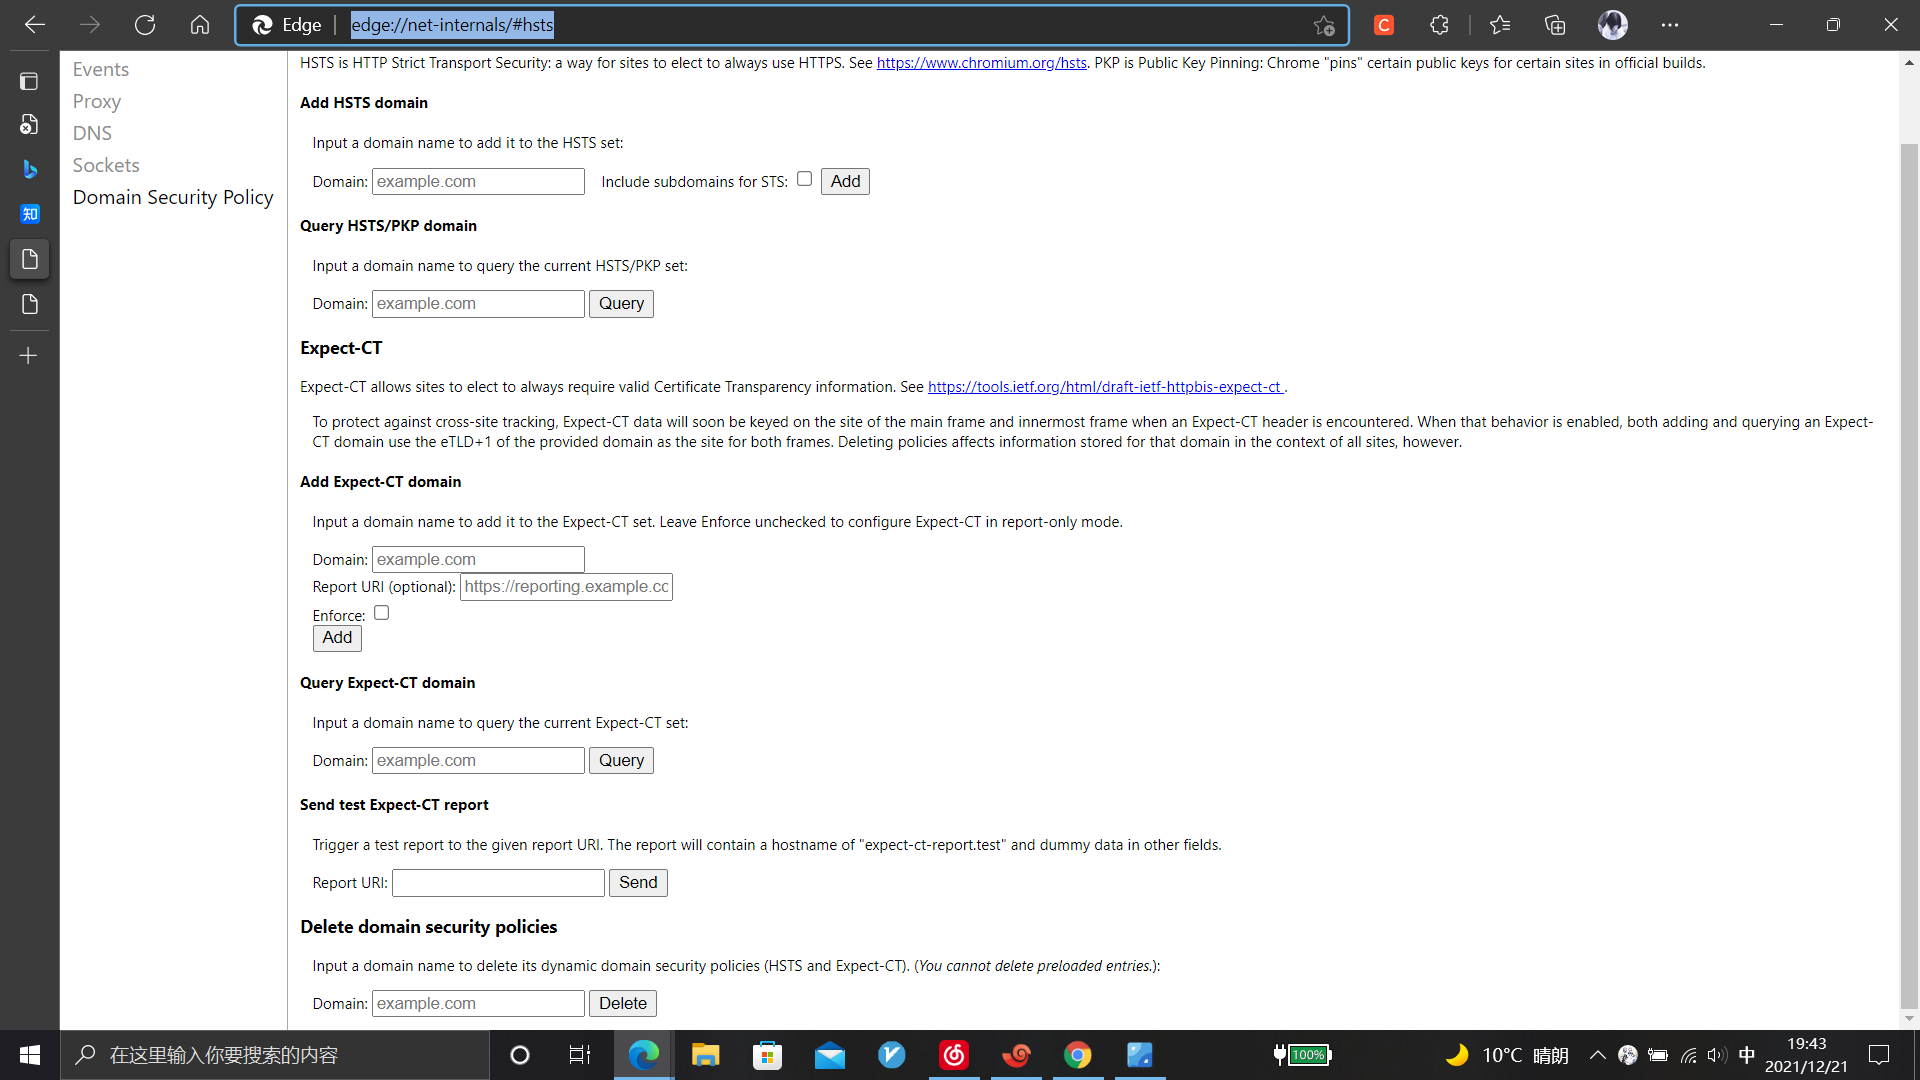 Edge
edge://net-internals/#hsts
C
知
Events
Proxy
DNS
Sockets
Domain Security Policy
HSTS is HTTP Strict Transport Security: a way for sites to elect to always use HTTPS. See https://www.chromium.org/hsts. PKP is Public Key Pinning: Chrome "pins" certain public keys for certain sites in official builds.
Add HSTS domain
Input a domain name to add it to the HSTS set:
Domain: example.com Include subdomains for STS: Add
Query HSTS/PKP domain
Input a domain name to query the current HSTS/PKP set:
Domain: example.com Query
Expect-CT
Expect-CT allows sites to elect to always require valid Certificate Transparency information. See https://tools.ietf.org/html/draft-ietf-httpbis-expect-ct .
To protect against cross-site tracking, Expect-CT data will soon be keyed on the site of the main frame and innermost frame when an Expect-CT header is encountered. When that behavior is enabled, both adding and querying an Expect-
CT domain use the eTLD+1 of the provided domain as the site for both frames. Deleting policies affects information stored for that domain in the context of all sites, however.
Add Expect-CT domain
Input a domain name to add it to the Expect-CT set. Leave Enforce unchecked to configure Expect-CT in report-only mode.
Domain: example.com
Report URI (optional): https://reporting.example.cc
Enforce:
Add
Query Expect-CT domain
Input a domain name to query the current Expect-CT set:
Domain: example.com Query
Send test Expect-CT report
Trigger a test report to the given report URI. The report will contain a hostname of "expect-ct-report.test" and dummy data in other fields.
Report URI: Send
Delete domain security policies
Input a domain name to delete its dynamic domain security policies (HSTS and Expect-CT). (You cannot delete preloaded entries.):
Domain: example.com Delete
在这里输入你要搜索的内容
100%
10°C 晴朗
中
19:43
2021/12/21